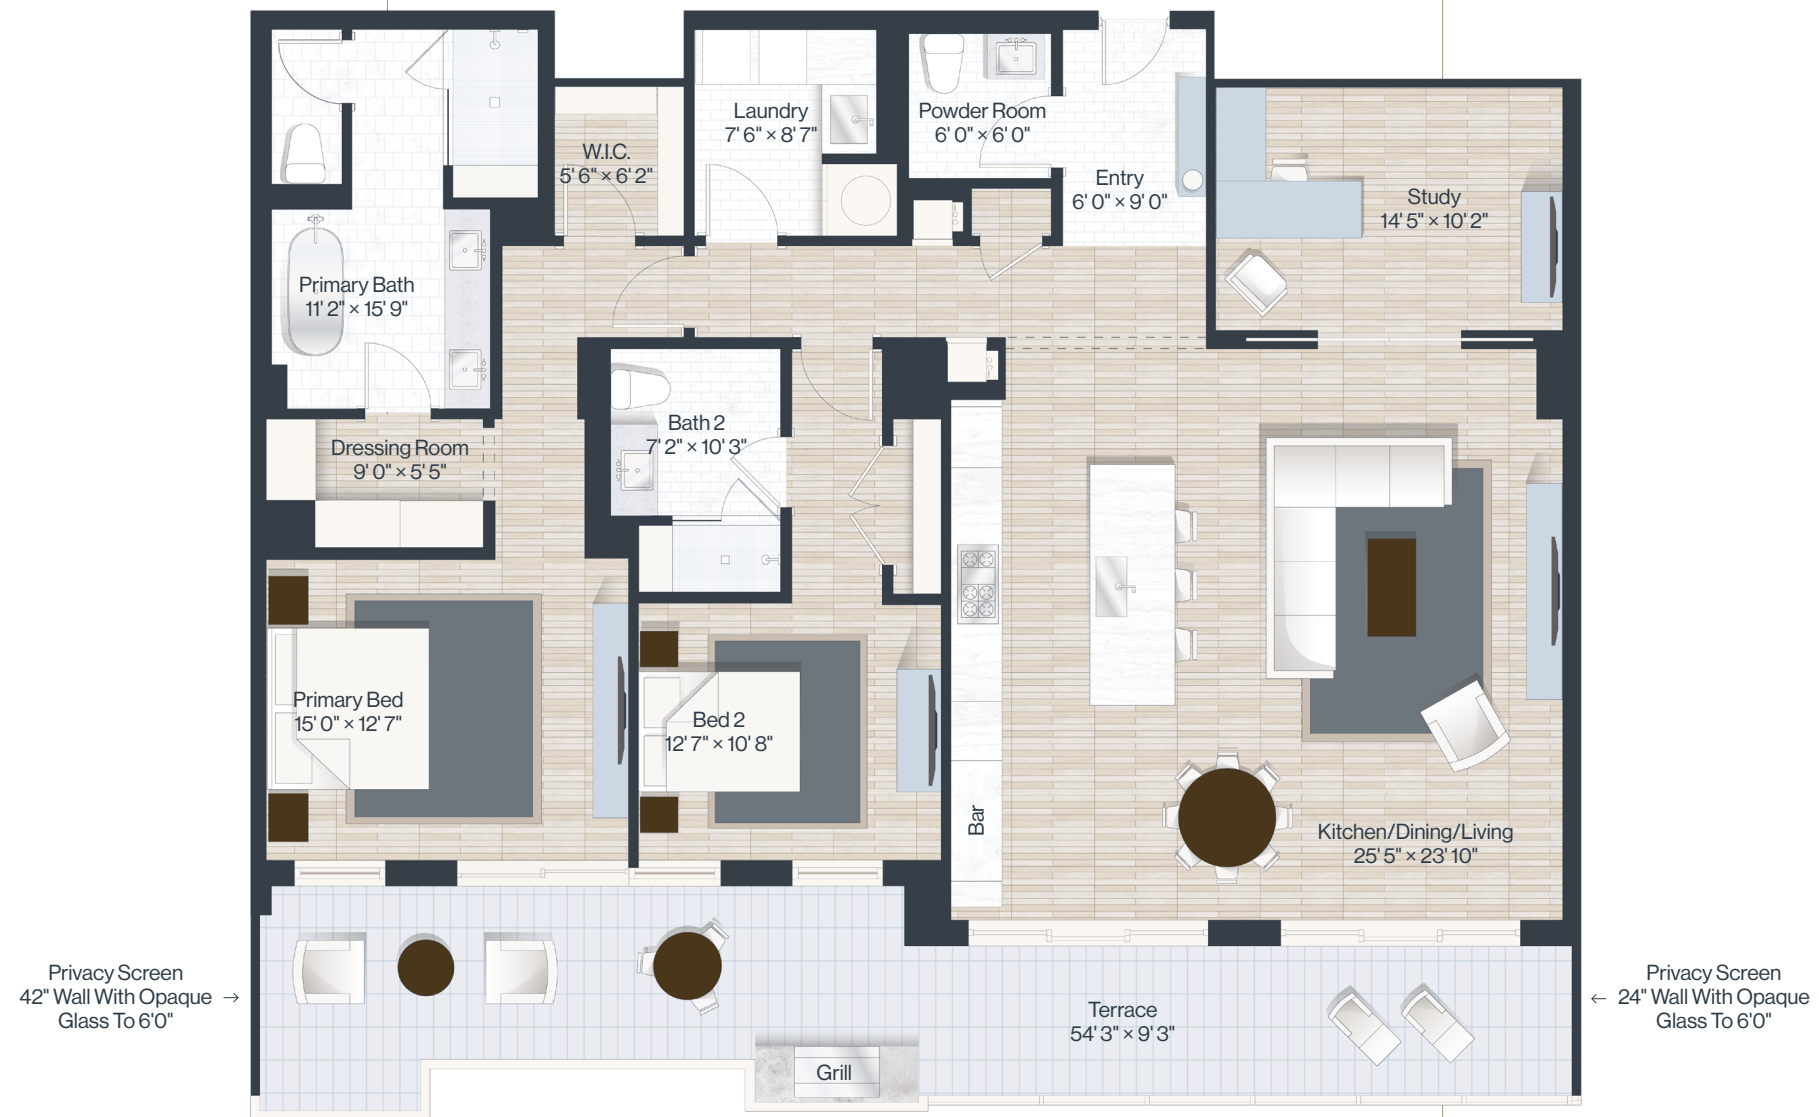 Laundry
7' 6" × 8' 7"
Powder Room
6' 0" × 6' 0"
W.I.C.
5' 6" × 6' 2"
Entry
6' 0" × 9' 0"
Study
14' 5" × 10' 2"
Primary Bath
11' 2" × 15' 9"
Bath 2
7' 2" × 10' 3"
Dressing Room
9' 0" × 5' 5"
Primary Bed
15' 0" × 12' 7"
Bed 2
12' 7" × 10' 8"
Bar
Kitchen/Dining/Living
25' 5" × 23' 10"
Privacy Screen
42" Wall With Opaque →
Glass To 6'0"
Terrace
54' 3" × 9' 3"
Grill
Privacy Screen
← 24" Wall With Opaque
Glass To 6'0"